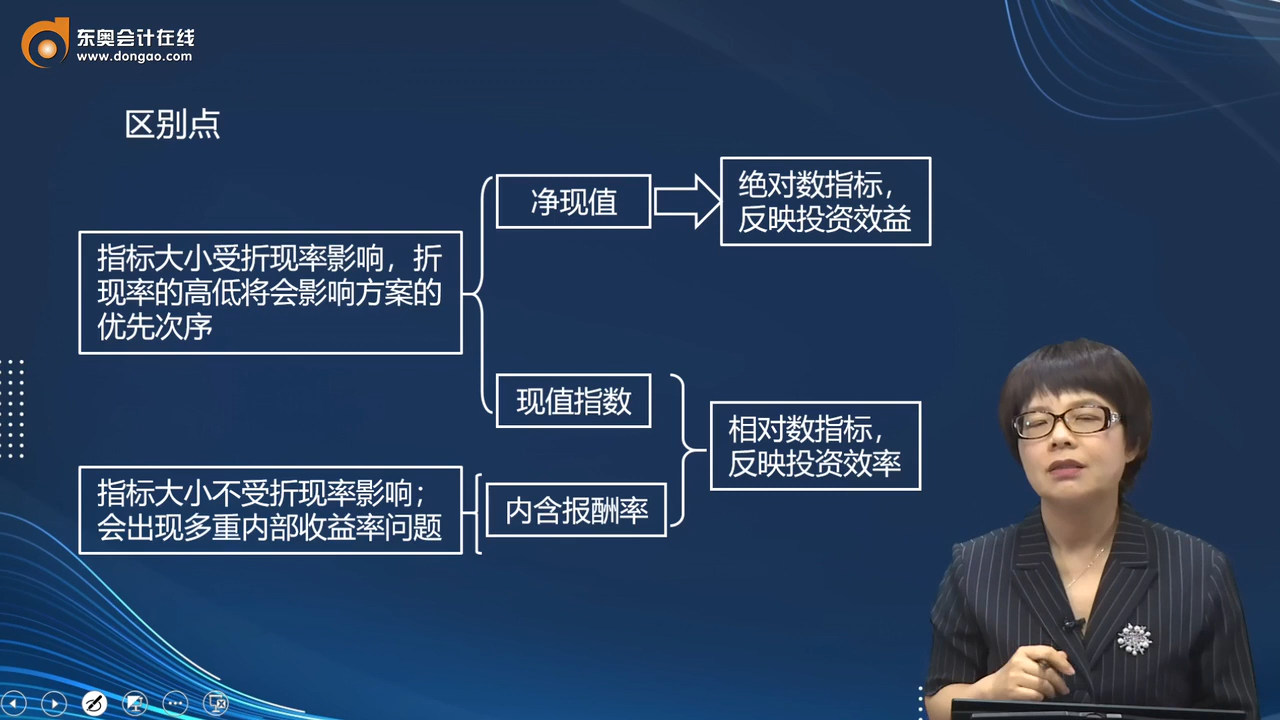 东奥会计在线
www.dongao.com
区别点
净现值
绝对数指标，
反映投资效益
指标大小受折现率影响，折
现率的高低将会影响方案的
优先次序
现值指数
相对数指标，
反映投资效率
指标大小不受折现率影响；
会出现多重内部收益率问题
内含报酬率